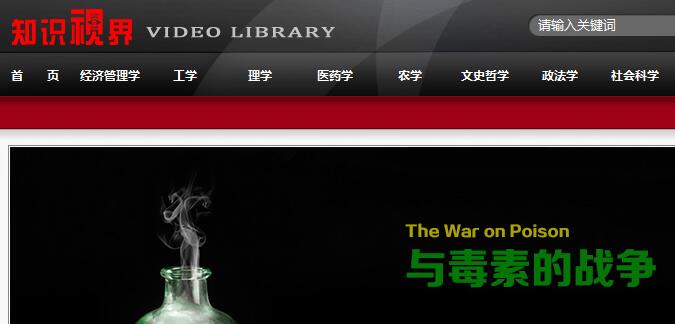 知识视界 VIDEO LIBRARY
请输入关键词
首 页 经济管理学 工学 理学 医药学 农学 文史哲学 政法学 社会科学
The War on Poison
与毒素的战争